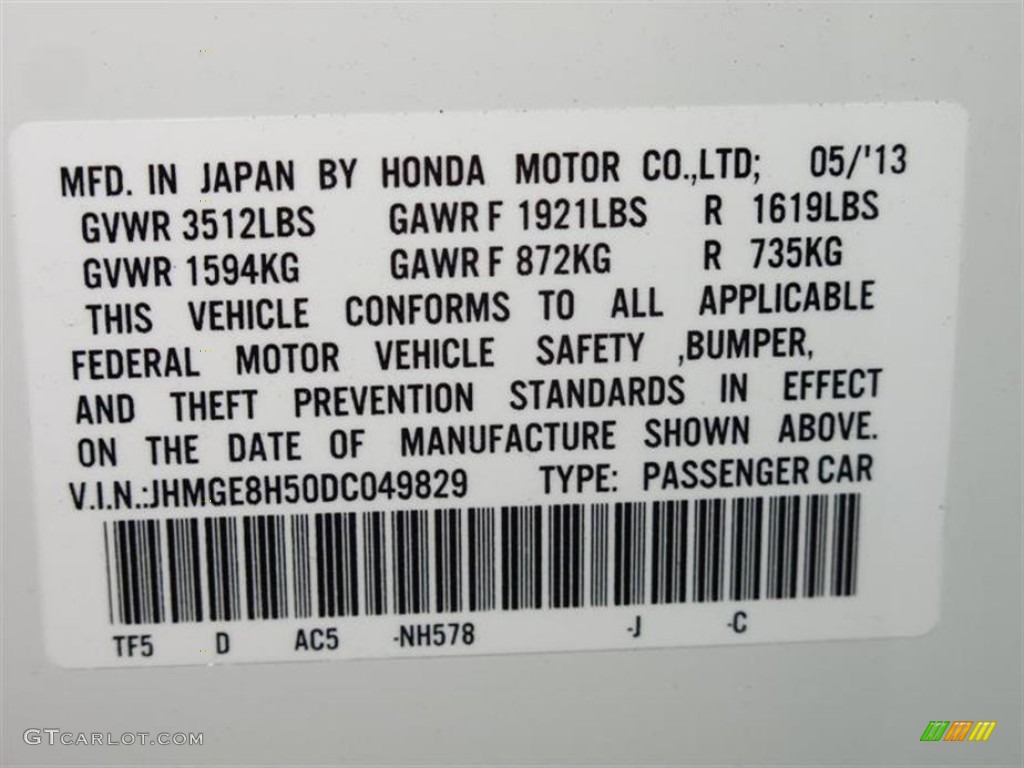 MFD. IN JAPAN BY HONDA MOTOR CO.,LTD; 05/'13
GVWR 3512LBS GAWR F 1921LBS R 1619LBS
GVWR 1594KG GAWR F 872KG R 735KG
THIS VEHICLE CONFORMS TO ALL APPLICABLE
FEDERAL MOTOR VEHICLE SAFETY ,BUMPER,
AND THEFT PREVENTION STANDARDS IN EFFECT
ON THE DATE OF MANUFACTURE SHOWN ABOVE.
V.I.N.:JHMGE8H50DC049829 TYPE: PASSENGER CAR
TF5 D AC5 -NH578 -J -C
GTCARLOT.COM